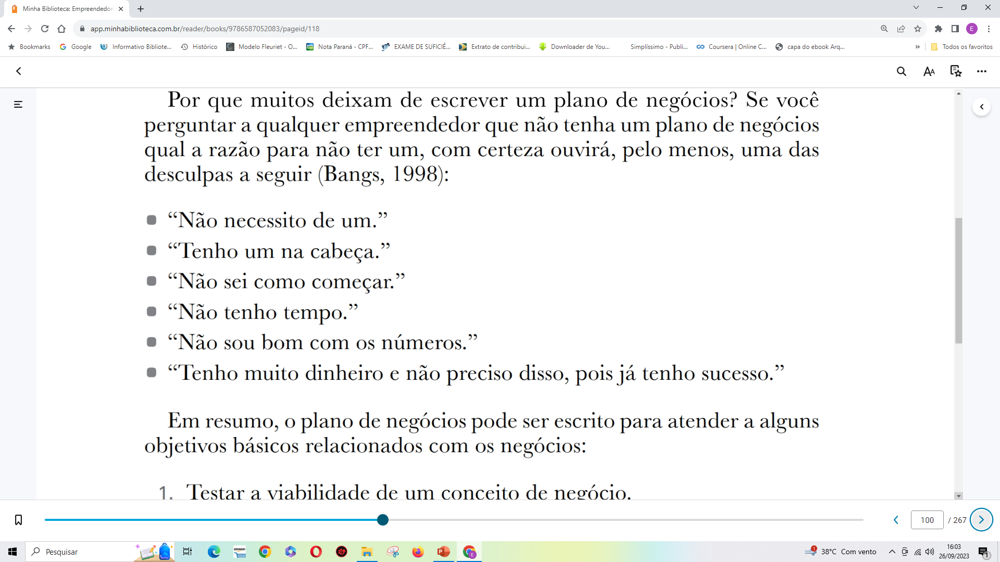 Minha Biblioteca: Empreendedor
app.minhabiblioteca.com.br/reader/books/9786587052083/pageid/118
E
Bookmarks
Google
Informativo Bibliote...
Histórico
Modelo Fleuriet - O...
Nota Paraná - CPF...
EXAME DE SUFICIÊ...
Extrato de contribui...
Downloader de You...
Simplíssimo - Publi...
Coursera | Online C...
capa do ebook Arq...
»
Todos os favoritos
Por que muitos deixam de escrever um plano de negócios? Se você
perguntar a qualquer empreendedor que não tenha um plano de negócios
qual a razão para não ter um, com certeza ouvirá, pelo menos, uma das
desculpas a seguir (Bangs, 1998):
“Não necessito de um.”
“Tenho um na cabeça.”
“Não sei como começar.”
“Não tenho tempo.”
“Não sou bom com os números.”
“Tenho muito dinheiro e não preciso disso, pois já tenho sucesso.”
Em resumo, o plano de negócios pode ser escrito para atender a alguns
objetivos básicos relacionados com os negócios:
1. Testar a viabilidade de um conceito de negócio.
100 / 267
Pesquisar
amazon
1
38°C Com vento
16:03
26/09/2023
1